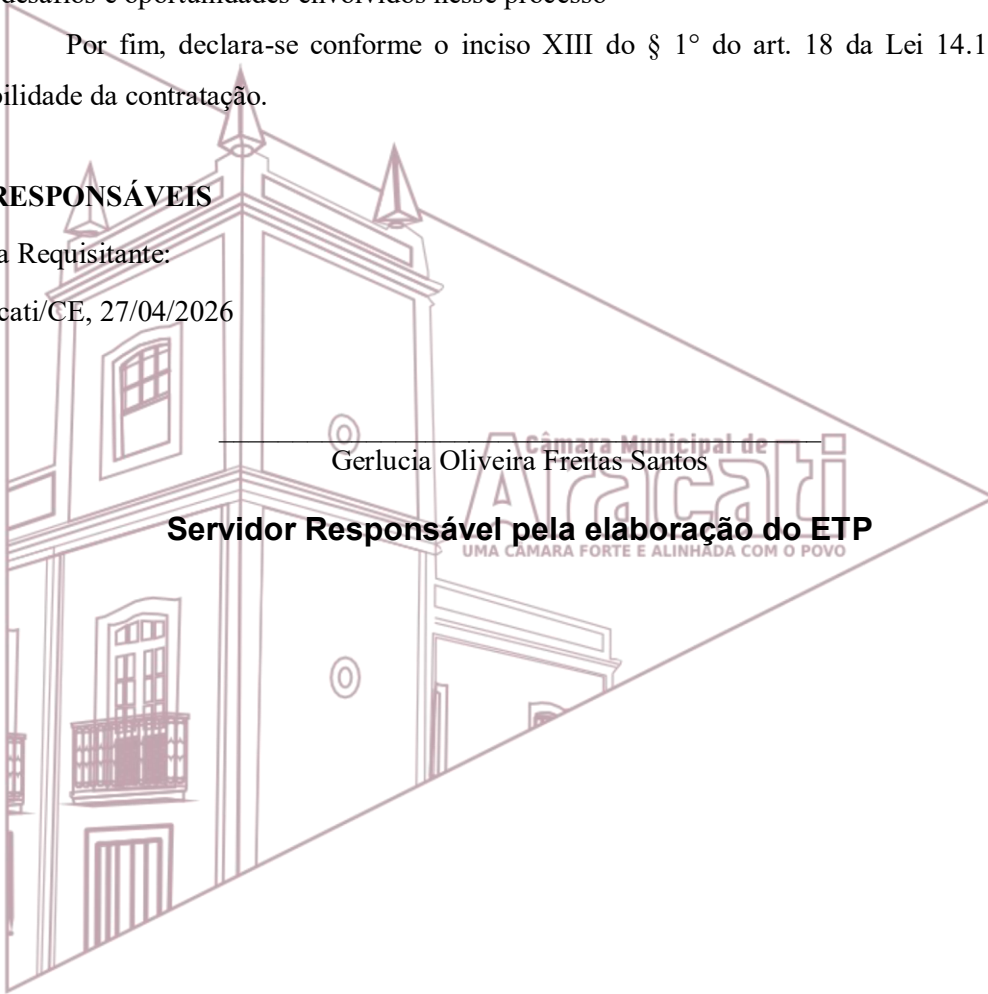 desafios e oportunidades envolvidos nesse processo
Por fim, declara-se conforme o inciso XIII do § 1° do art. 18 da Lei 14.1
bilidade da contratação.
RESPONSÁVEIS
a Requisitante:
cati/CE, 27/04/2026
Câmara Municipal de
Gerlucia Oliveira Freitas Santos
Aracati
Servidor Responsável pela elaboração do ETP
UMA CÂMARA FORTE E ALINHADA COM O POVO